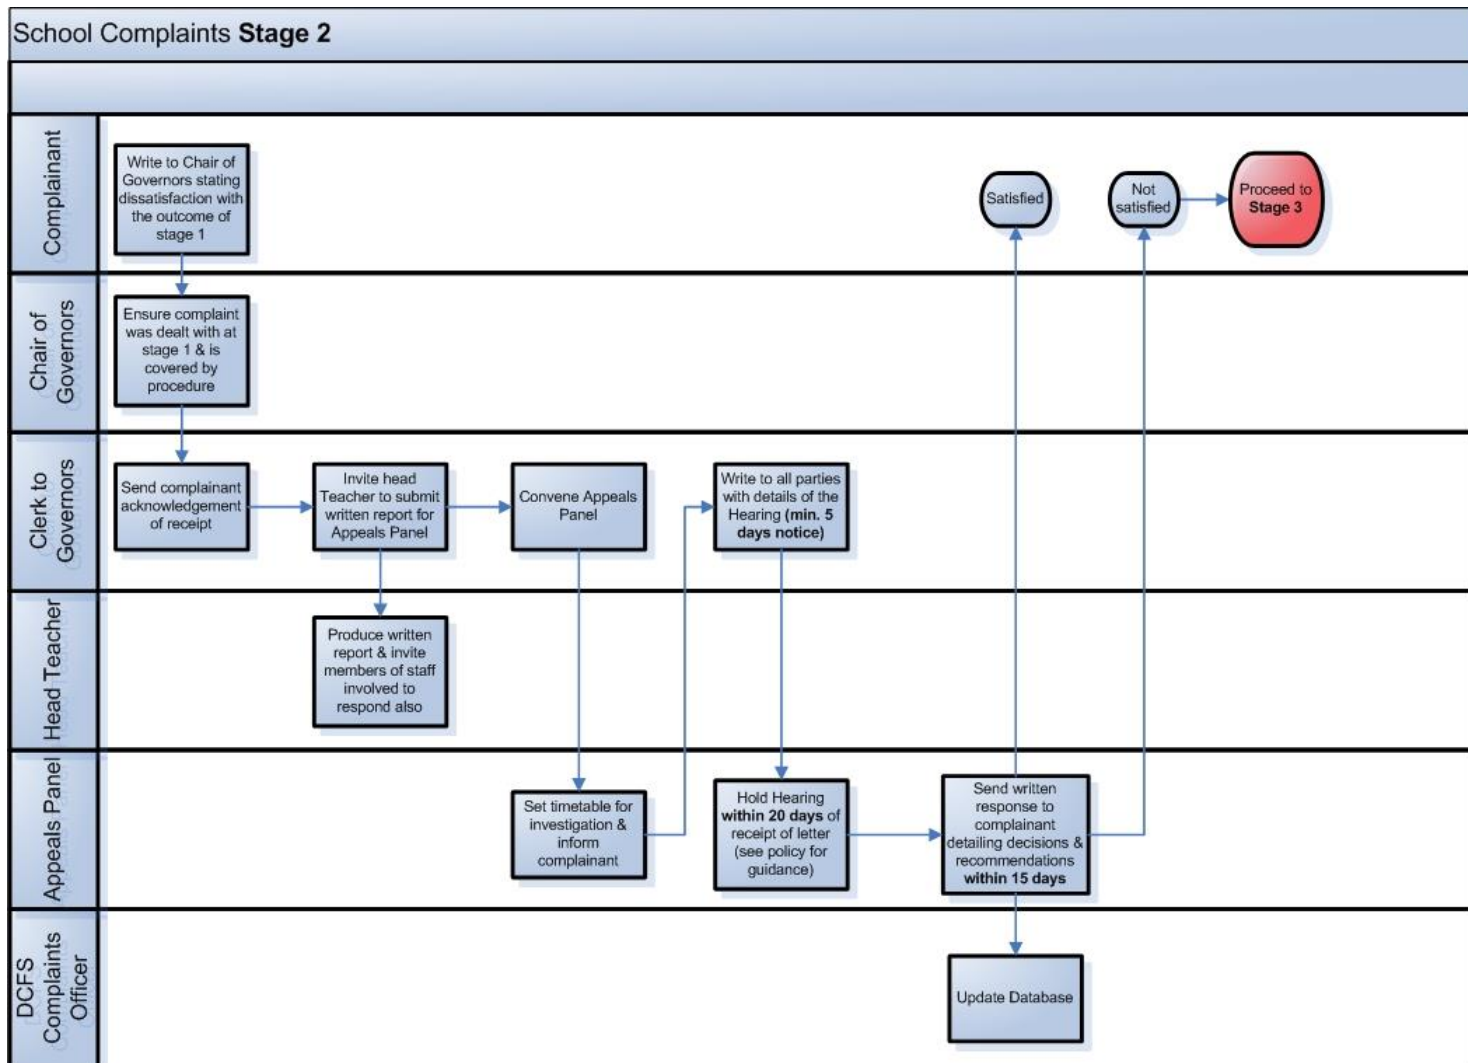 School Complaints Stage 2
Complainant
Write to Chair of
Governors stating
dissatisfaction with
the outcome of
stage 1
Satisfied
Not
satisfied
Proceed to
Stage 3
Chair of
Governors
Ensure complaint
was dealt with at
stage 1 & is
covered by
procedure
Clerk to
Governors
Send complainant
acknowledgement
of receipt
Invite head
Teacher to submit
written report for
Appeals Panel
Convene Appeals
Panel
Write to all parties
with details of the
Hearing (min. 5
days notice)
Head Teacher
Produce written
report & invite
members of staff
involved to
respond also
Appeals Panel
Set timetable for
investigation &
inform
complainant
Hold Hearing
within 20 days of
receipt of letter
(see policy for
guidance)
Send written
response to
complainant
detailing decisions &
recommendations
within 15 days
DCFS
Complaints
Officer
Update Database